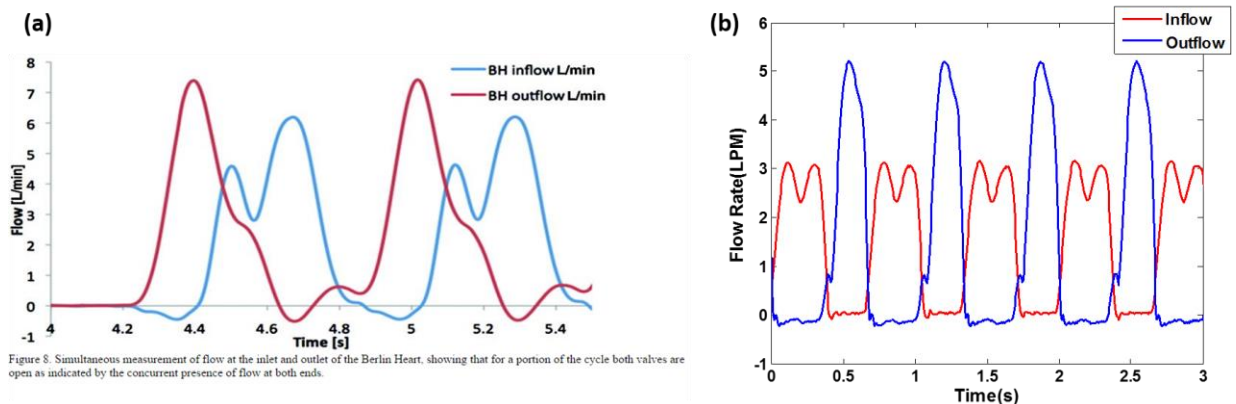 (a)
8
7
6
5
4
3
2
1
0
-1
Flow [L/min]
BH inflow L/min
BH outflow L/min
4
4.2
4.4
4.6
4.8
5
5.2
5.4
Time [s]
Figure 8. Simultaneous measurement of flow at the inlet and outlet of the Berlin Heart, showing that for a portion of the cycle both valves are
open as indicated by the concurrent presence of flow at both ends.
(b)
6
5
4
3
2
1
0
-1
Flow Rate(LPM)
Inflow
Outflow
0
0.5
1
1.5
2
2.5
3
Time(s)